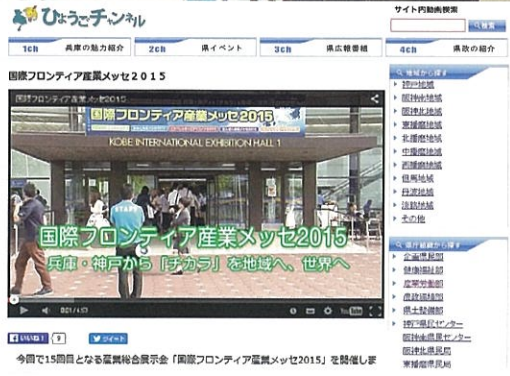 ひょうごチャンネル
サイト内動画検索
検索
1ch 兵庫の魅力紹介
2ch 県イベント
3ch 県広報番組
4ch 県政の紹介
国際フロンティア産業メッセ2015
国際フロンティア産業メッセ2015
国際フロンティア産業メッセ2015
KOBE INTERNATIONAL EXHIBITION HALL 1
STAFF
国際フロンティア産業メッセ2015
兵庫・神戸から「チカラ」を地域へ、世界へ
YouTube
いいね！ 9
ツイート
今回で15回目となる産業総合展示会「国際フロンティア産業メッセ2015」を開催しま
地域から探す
神戸地域
阪神南地域
阪神北地域
東播磨地域
北播磨地域
中播磨地域
西播磨地域
但馬地域
丹波地域
淡路地域
その他
県庁組織から探す
企画県民部
健康福祉部
産業労働部
農政環境部
県土整備部
神戸県民センター
阪神南県民センター
阪神北県民局
東播磨県民局